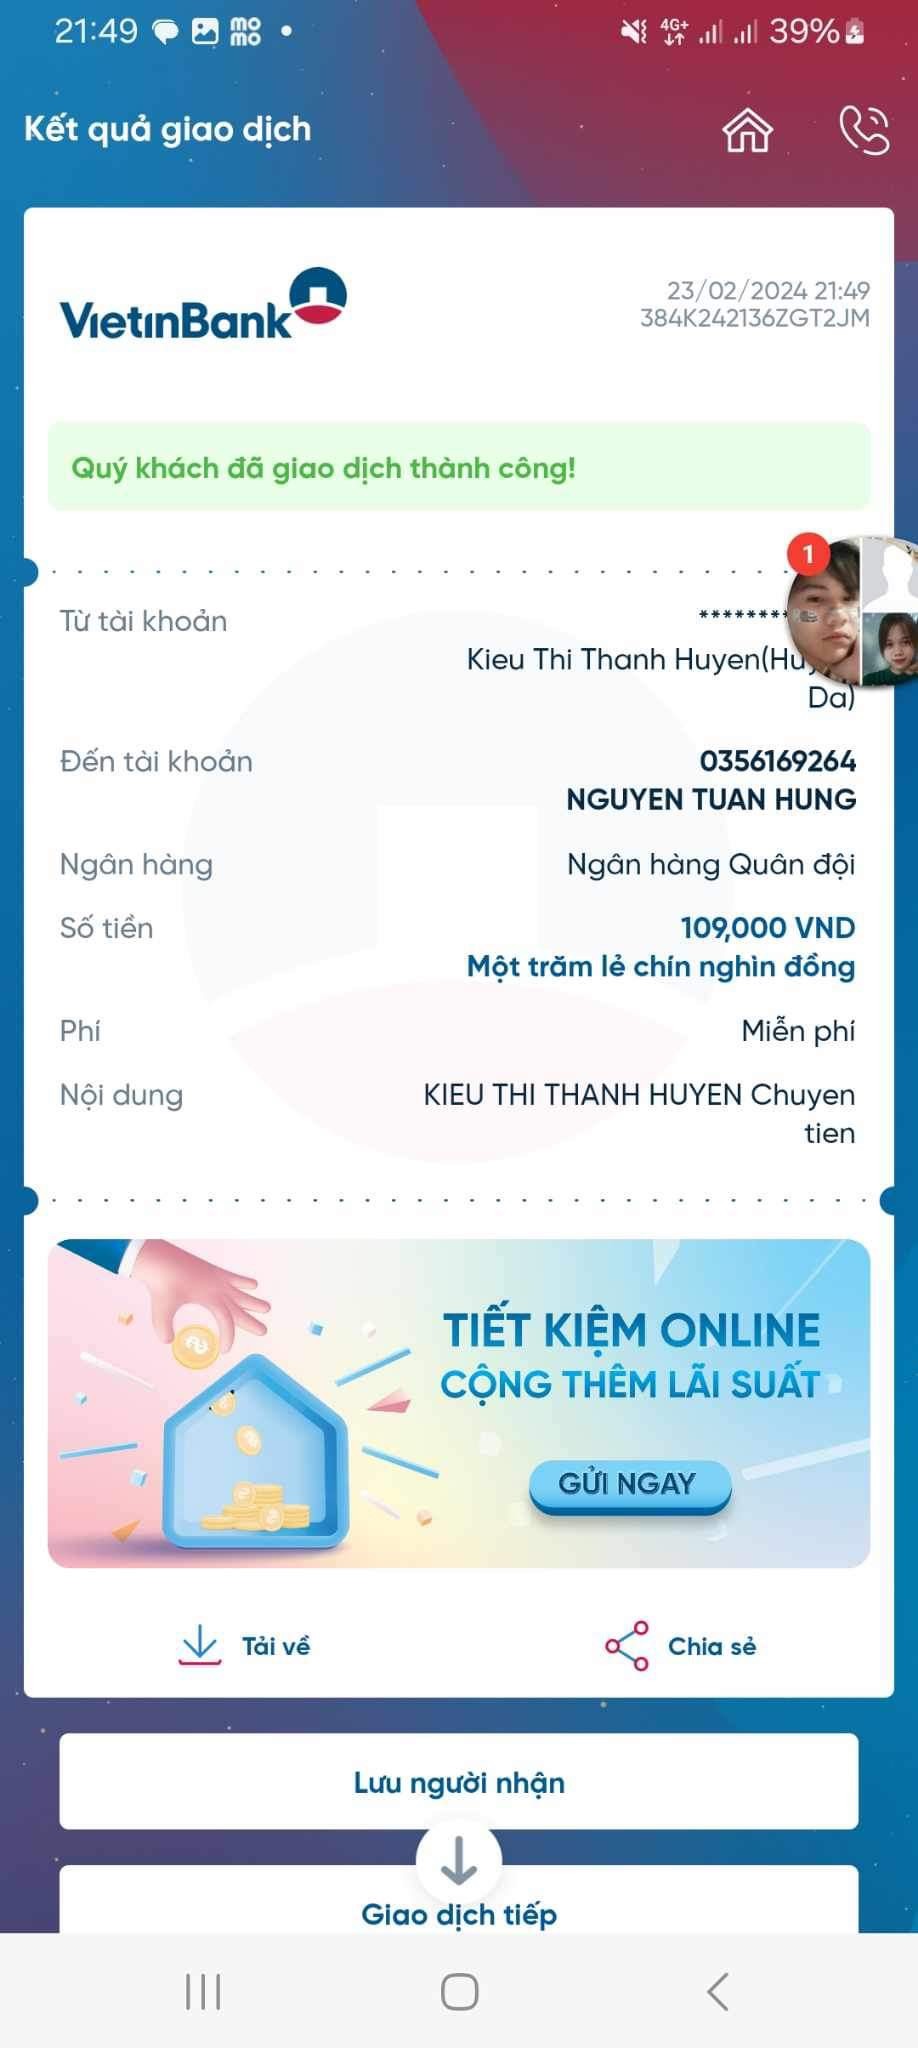 21:49
mo
mo
4G+
39%
Kết quả giao dịch
VietinBank
23/02/2024 21:49
384K242136ZGT2JM
Quý khách đã giao dịch thành công!
1
Từ tài khoản
*********
Kieu Thi Thanh Huyen(Hu
Da)
Đến tài khoản
0356169264
NGUYEN TUAN HUNG
Ngân hàng
Ngân hàng Quân đội
Số tiền
109,000 VND
Một trăm lẻ chín nghìn đồng
Phí
Miễn phí
Nội dung
KIEU THI THANH HUYEN Chuyen
tien
TIẾT KIỆM ONLINE
CỘNG THÊM LÃI SUẤT
GỬI NGAY
Tải về
Chia sẻ
Lưu người nhận
Giao dịch tiếp